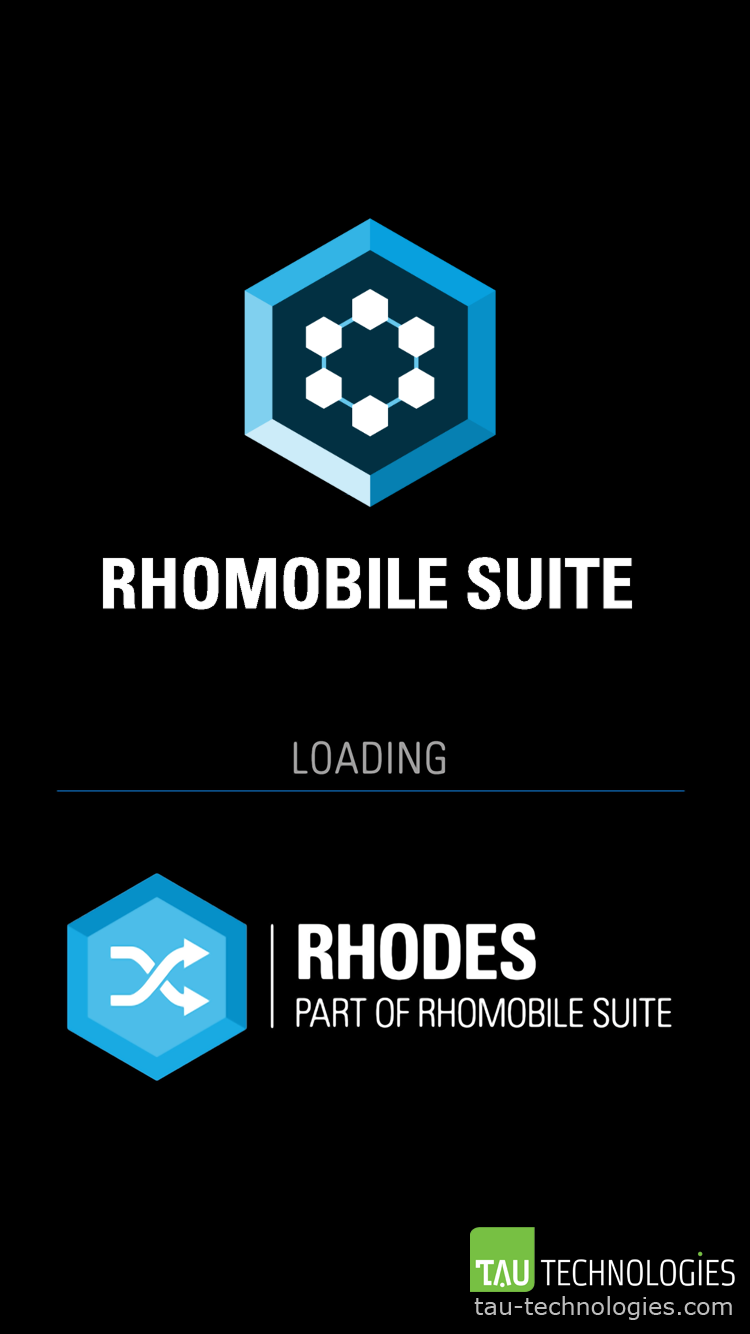 RHOMOBILE SUITE
LOADING
RHODES
PART OF RHOMOBILE SUITE
TAU TECHNOLOGIES
tau-technologies.com